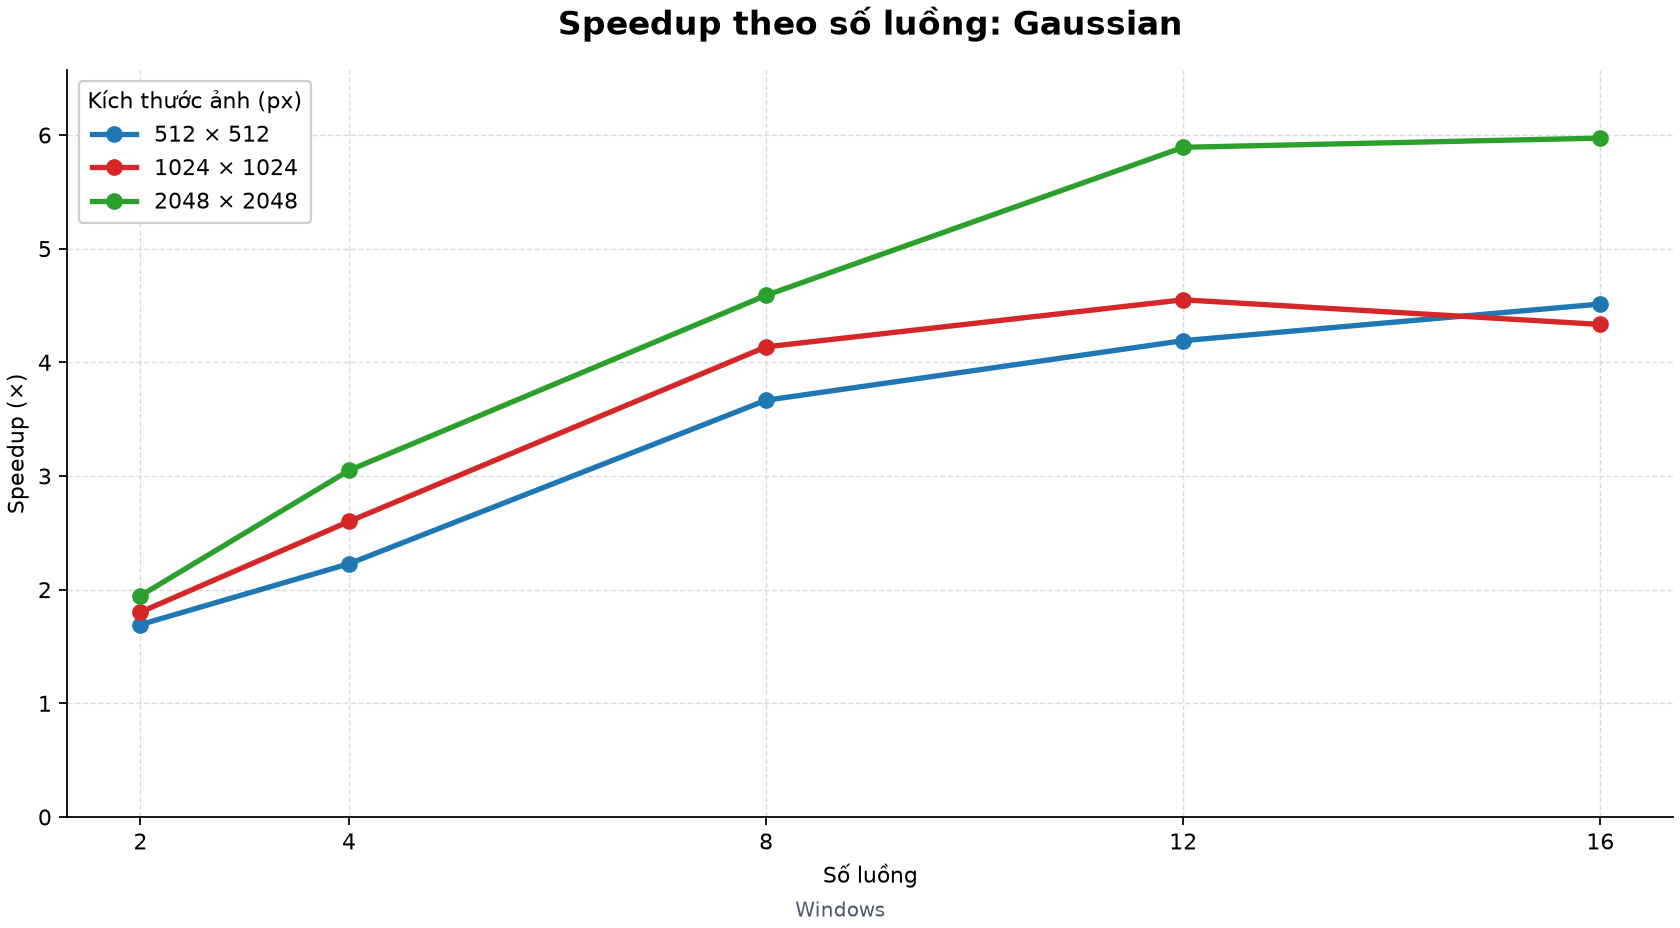 Speedup theo số luồng: Gaussian
Kích thước ảnh (px)
512 × 512
1024 × 1024
2048 × 2048
6
5
4
3
2
1
0
Speedup (×)
2 4 8 12 16
Số luồng
Windows